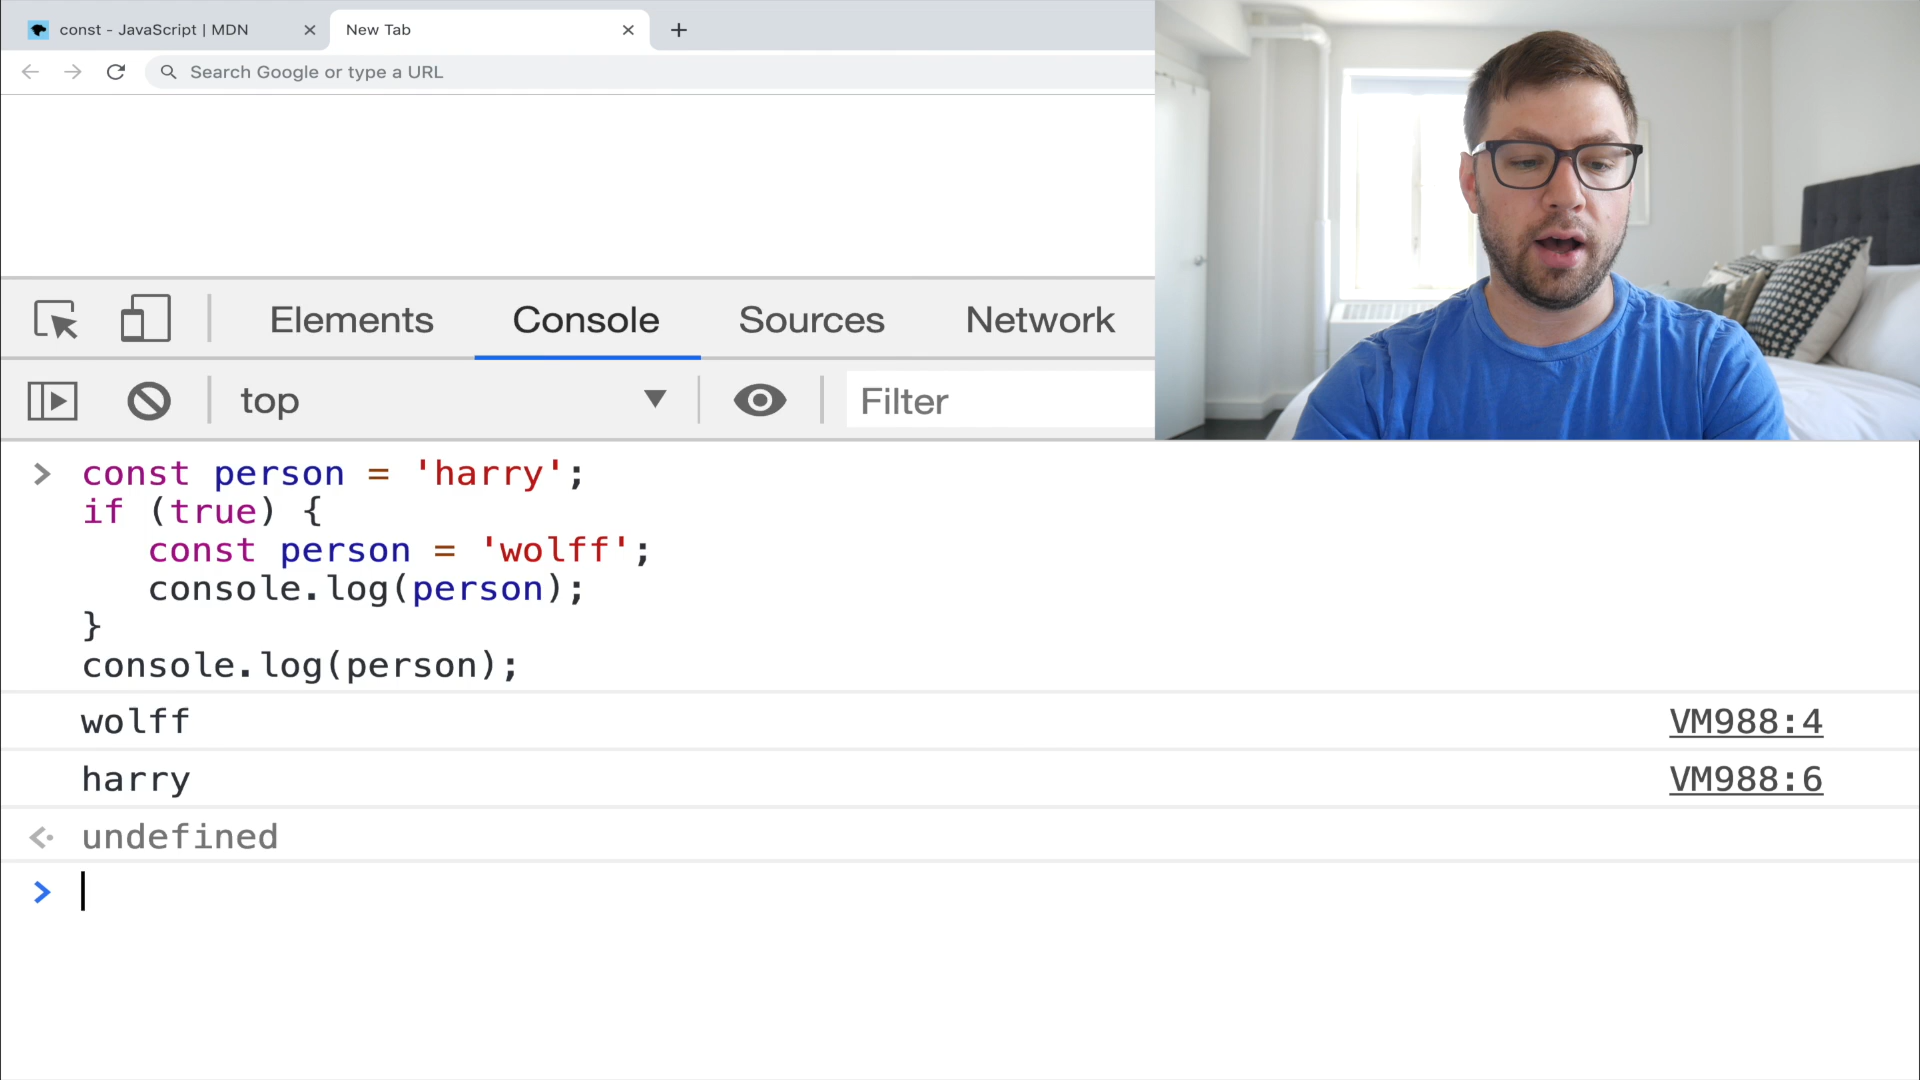 const - JavaScript | MDN
New Tab
Search Google or type a URL
Elements Console Sources Network
top Filter
> const person = 'harry';
if (true) {
const person = 'wolff';
console.log(person);
}
console.log(person);
wolff VM988:4
harry VM988:6
undefined
>